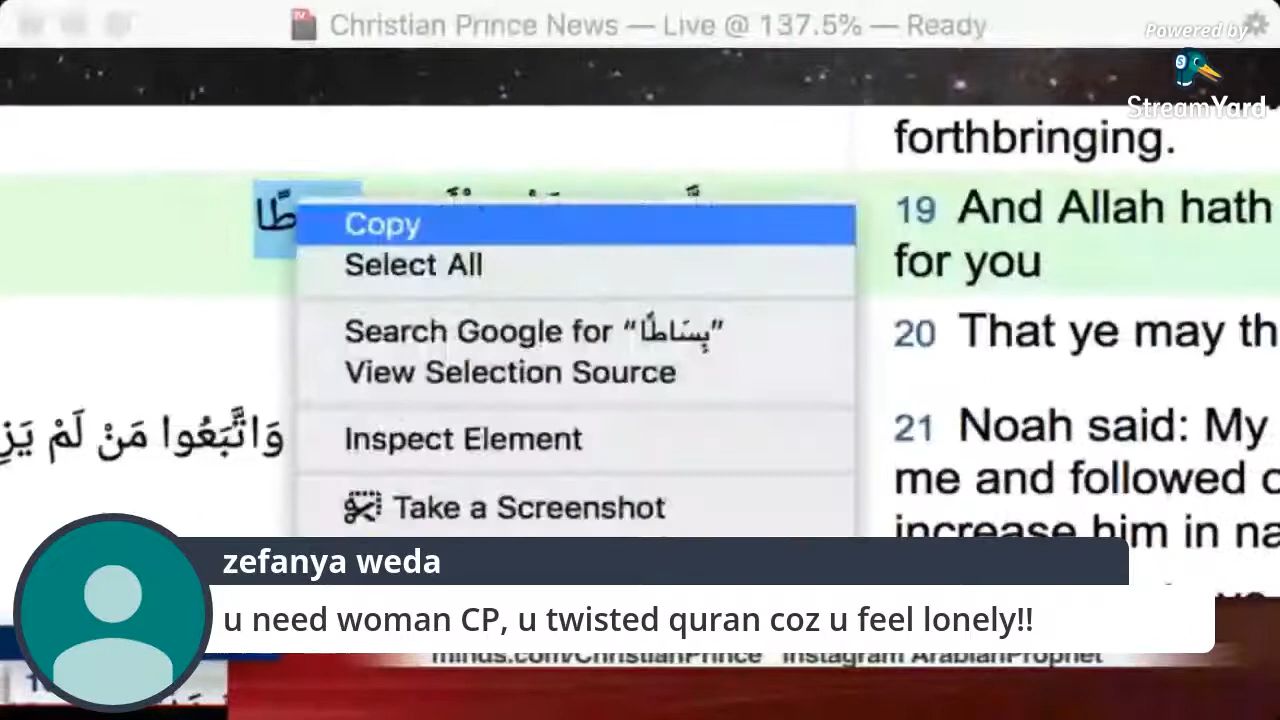 Christian Prince News — Live @ 137.5% — Ready
Powered by
StreamYard
forthbringing.
19 And Allah hath
for you
Copy
Select All
Search Google for “بِسَاطًا”
View Selection Source
Inspect Element
Take a Screenshot
20 That ye may th
وَاتَّبَعُوا مَنْ لَمْ
21 Noah said: My
me and followed
increase him in
zefanya weda
u need woman CP, u twisted quran coz u feel lonely!!
minds.com/ChristianPrince Instagram ArabianProphet